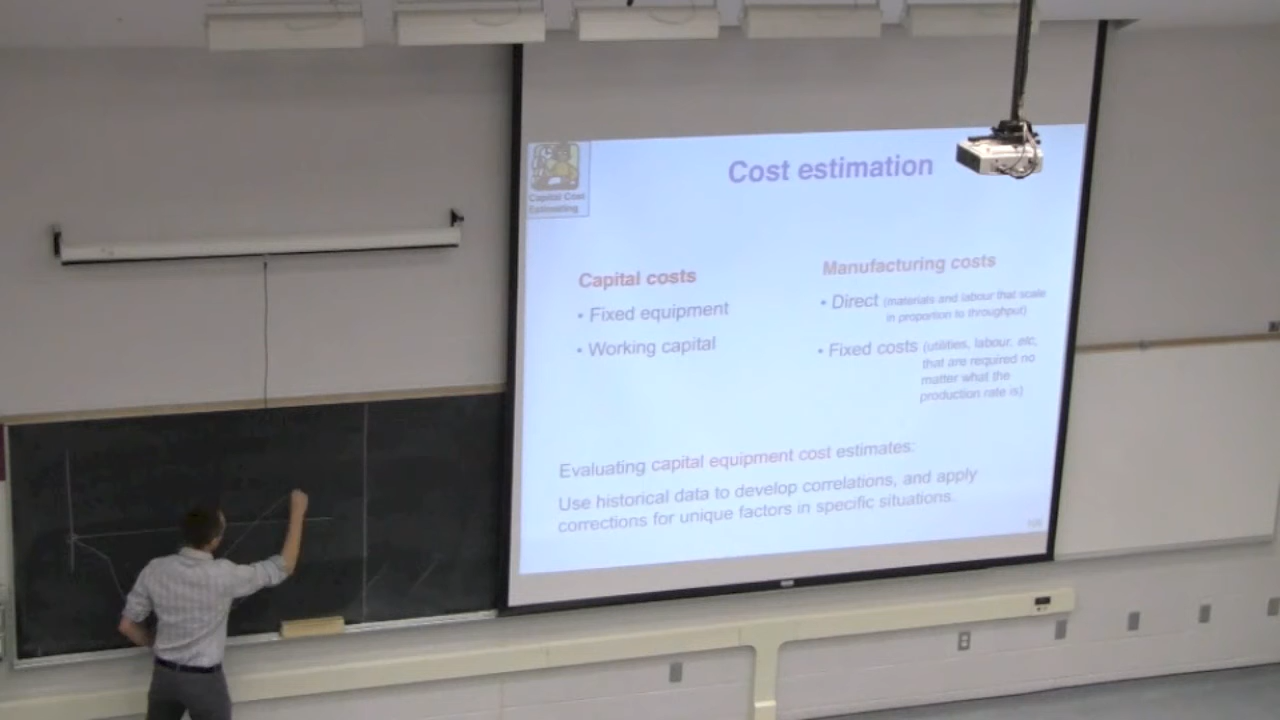 Cost estimation
Capital Cost
Estimating
Capital costs
• Fixed equipment
• Working capital
Manufacturing costs
• Direct (materials and labour that scale
in proportion to throughput)
• Fixed costs (utilities, labour, etc,
that are required no
matter what the
production rate is)
Evaluating capital equipment cost estimates:
Use historical data to develop correlations, and apply
corrections for unique factors in specific situations.